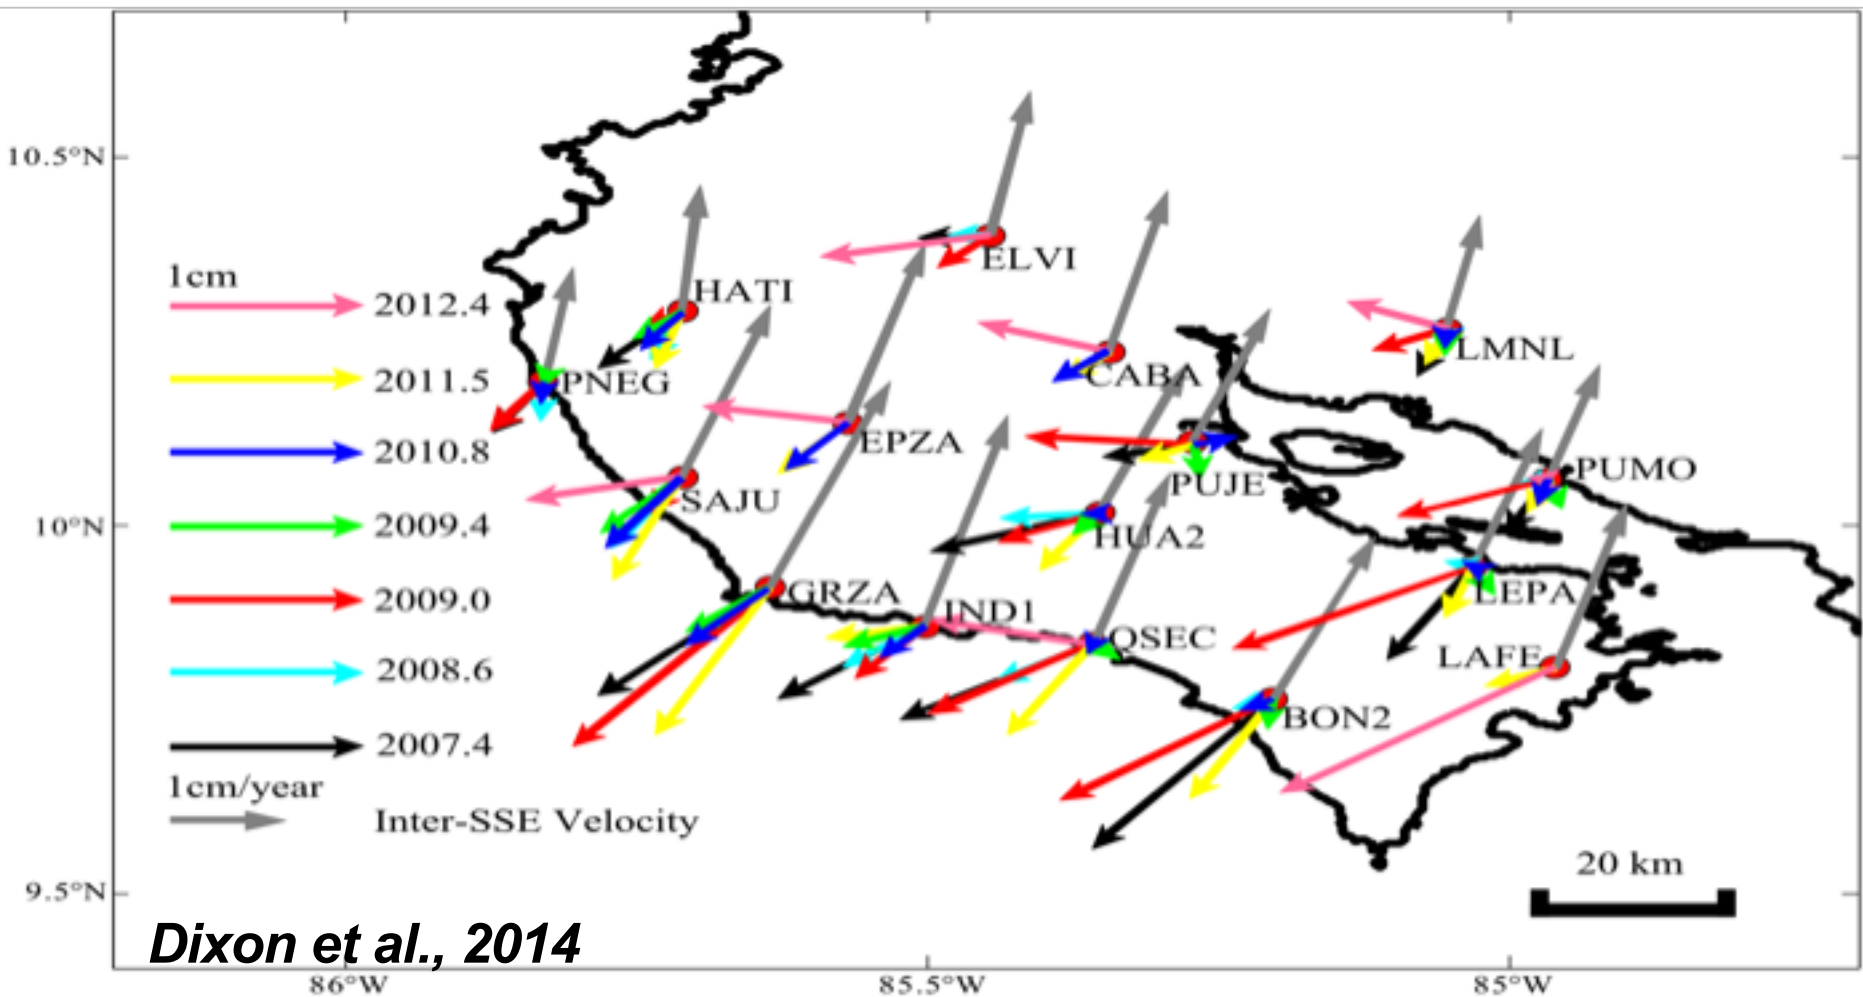 10.5°N
10°N
9.5°N
86°W
85.5°W
85°W
1cm
2012.4
2011.5
2010.8
2009.4
2009.0
2008.6
2007.4
1cm/year
Inter-SSE Velocity
ELVI
HATI
PNEG
CABA
LMNL
EPZA
SAJU
PUJE
PUMO
HUA2
GRZA
IND1
LEPA
QSEC
LAFE
BON2
20 km
Dixon et al., 2014